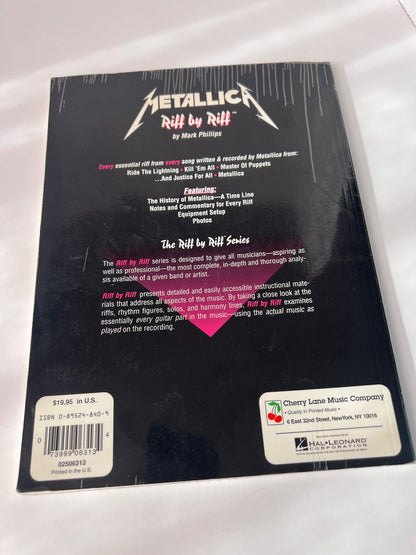 METALLICA
Riff by Riff™
by Mark Phillips
Every essential riff from every song written & recorded by Metallica from:
Ride The Lightning · Kill 'Em All · Master Of Puppets
...And Justice For All · Metallica
Featuring:
The History of Metallica—A Time Line
Notes and Commentary for Every Riff
Equipment Setup
Photos
The Riff by Riff Series
The Riff by Riff series is designed to give all musicians—aspiring as
well as professional—the most complete, in-depth and thorough analy-
sis available of a given band or artist.
Riff by Riff presents detailed and easily accessible instructional mate-
rials that address all aspects of the music. By taking a close look at the
riffs, rhythm figures, solos, and harmony lines, Riff by Riff examines
essentially every guitar part in the music—using the actual music as
played on the recording.
$19.95 in U.S.
ISBN 0-89524-840-9
0 73999 06313 4
02506313
Printed in the U.S.
Cherry Lane Music Company
• Quality in Printed Music •
6 East 32nd Street, New York, NY 10016
HAL•LEONARD
CORPORATION